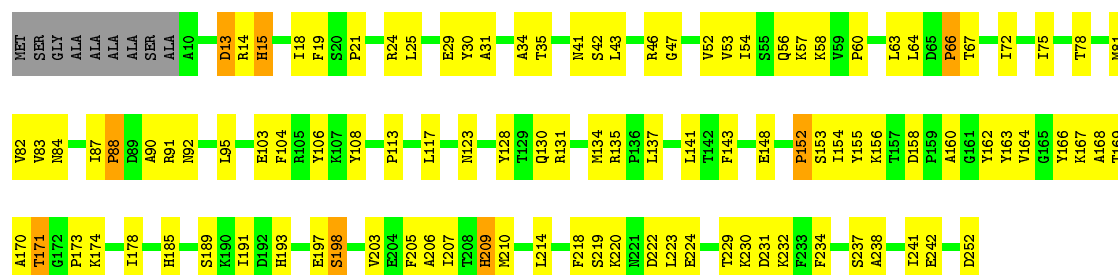 MET SER GLY ALA ALA ALA ALA SER ALA A10 D13 R14 H15 I18 F19 S20 P21 R24 L25 E29 Y30 A31 A34 T35 N41 S42 L43 R46 G47 V52 V53 I54 S55 Q56 K57 K58 V59 P60 L63 L64 D65 P66 T67 I72 I75 T78 M81
V82 V83 N84 I87 P88 D89 A90 R91 N92 L95 E103 F104 R105 Y106 K107 Y108 P113 L117 N123 Y128 T129 Q130 R131 M134 R135 P136 L137 L141 T142 F143 E148 P152 S153 I154 Y155 K156 T157 D158 P159 A160 G161 Y162 Y163 V164 G165 Y166 K167 A168 T169
A170 T171 G172 P173 K174 I178 H185 S189 K190 I191 D192 H193 E197 S198 V203 E204 F205 A206 I207 T208 H209 M210 L214 F218 S219 K220 N221 D222 L223 E224 T229 K230 D231 K232 F233 F234 S237 A238 I241 E242 D252